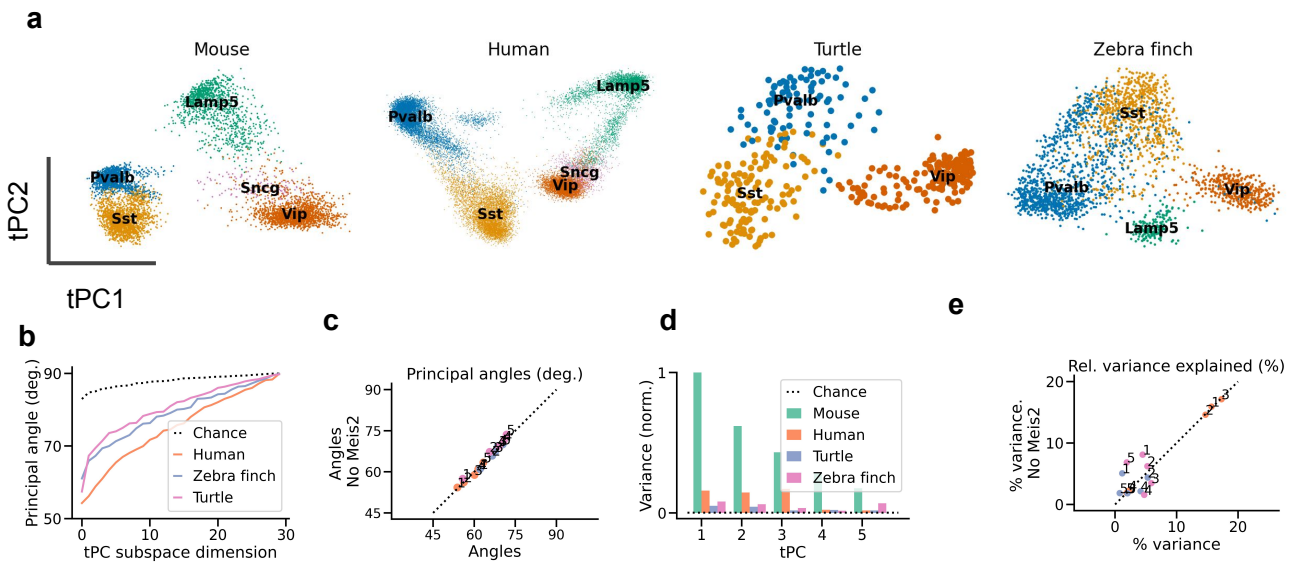 a
Mouse
Human
Turtle
Zebra finch
Lamp5
Pvalb
Sncg
Sst
Vip
Lamp5
Pvalb
Sncg
Vip
Sst
Pvalb
Sst
Vip
Sst
Pvalb
Vip
Lamp5
tPC2
tPC1
b
Principal angle (deg.)
90
70
50
0
10
20
30
tPC subspace dimension
Chance
Human
Zebra finch
Turtle
c
Principal angles (deg.)
Angles
No Meis2
90
75
60
45
45
60
75
90
Angles
d
Variance (norm.)
1
0
1
2
3
4
5
tPC
Chance
Mouse
Human
Turtle
Zebra finch
e
Rel. variance explained (%)
% variance.
No Meis2
20
10
0
0
10
20
% variance